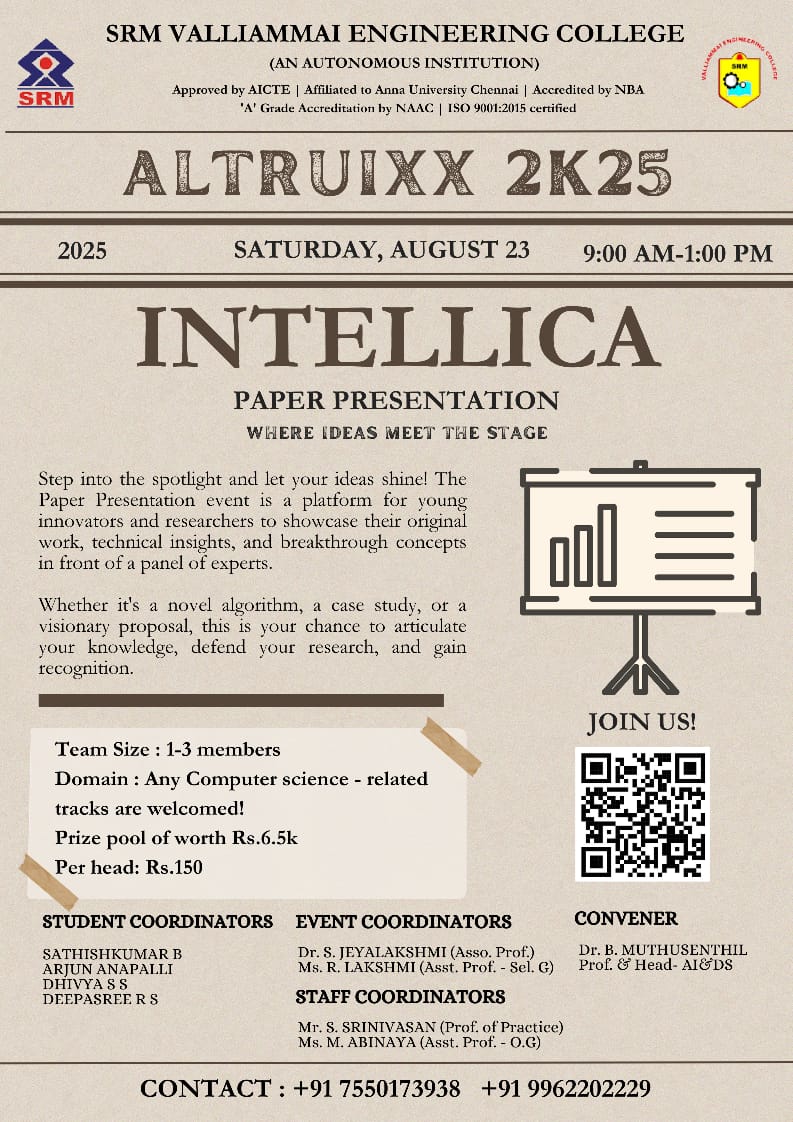 SRM VALLIAMMAI ENGINEERING COLLEGE
(AN AUTONOMOUS INSTITUTION)
Approved by AICTE | Affiliated to Anna University Chennai | Accredited by NBA
'A' Grade Accreditation by NAAC | ISO 9001:2015 certified
SRM
VALLIAMMAI ENGINEERING COLLEGE
SRM
ALTRUIXX 2K25
2025
SATURDAY, AUGUST 23
9:00 AM-1:00 PM
INTELLICA
PAPER PRESENTATION
WHERE IDEAS MEET THE STAGE
Step into the spotlight and let your ideas shine! The
Paper Presentation event is a platform for young
innovators and researchers to showcase their original
work, technical insights, and breakthrough concepts
in front of a panel of experts.
Whether it's a novel algorithm, a case study, or a
visionary proposal, this is your chance to articulate
your knowledge, defend your research, and gain
recognition.
JOIN US!
Team Size : 1-3 members
Domain : Any Computer science - related
tracks are welcomed!
Prize pool of worth Rs.6.5k
Per head: Rs.150
STUDENT COORDINATORS
SATHISHKUMAR B
ARJUN ANAPALLI
DHIVYA S S
DEEPASREE R S
EVENT COORDINATORS
Dr. S. JEYALAKSHMI (Asso. Prof.)
Ms. R. LAKSHMI (Asst. Prof. - Sel. G)
STAFF COORDINATORS
Mr. S. SRINIVASAN (Prof. of Practice)
Ms. M. ABINAYA (Asst. Prof. - O.G)
CONVENER
Dr. B. MUTHUSENTHIL
Prof. & Head- AI&DS
CONTACT : +91 7550173938 +91 9962202229